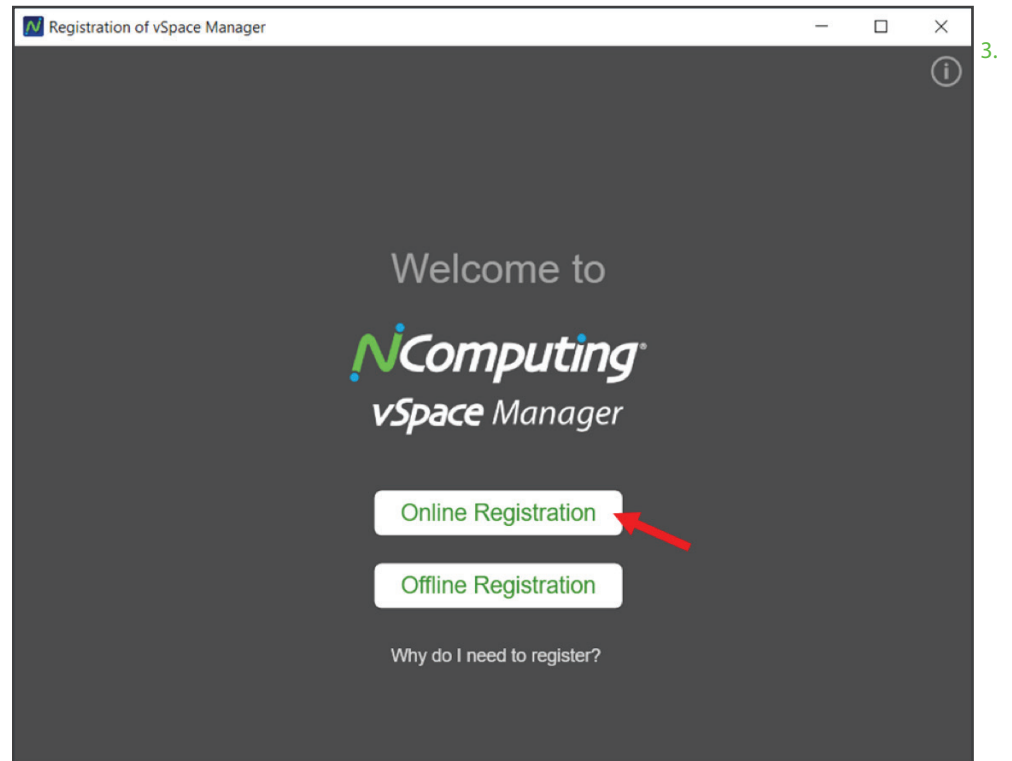 Registration of vSpace Manager
3.
Welcome to
NComputing®
vSpace Manager
Online Registration
Offline Registration
Why do I need to register?